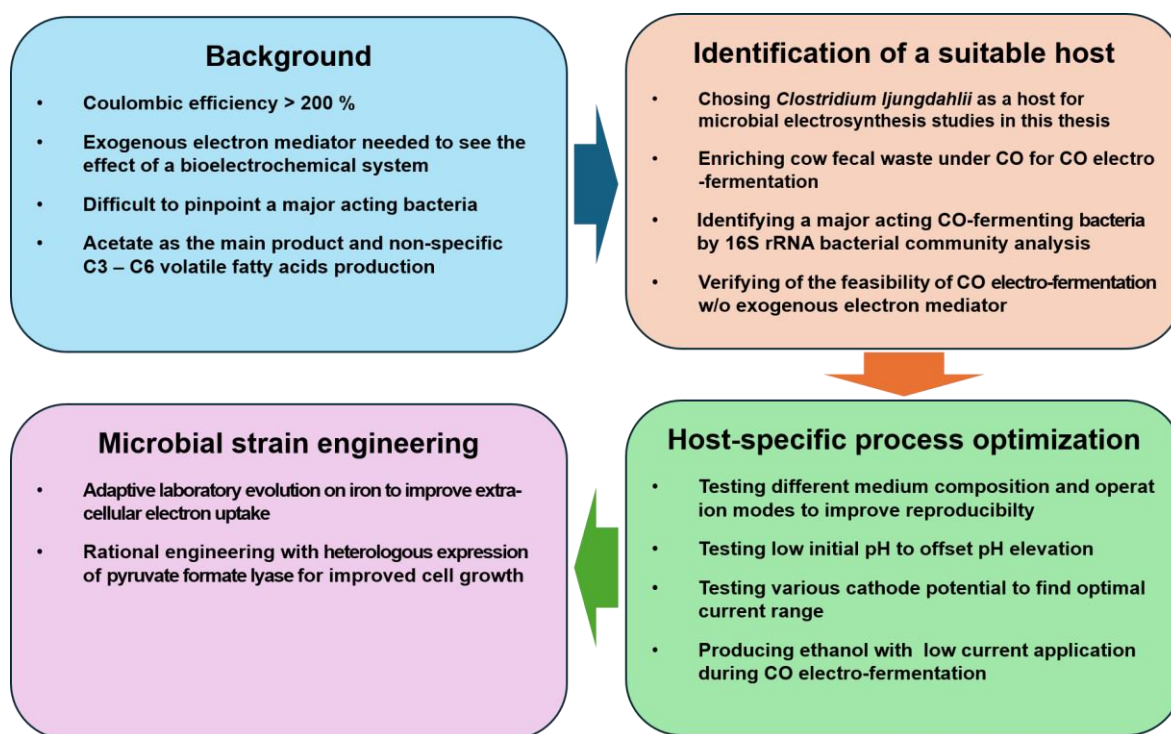 Background
• Coulombic efficiency > 200 %
• Exogenous electron mediator needed to see the
effect of a bioelectrochemical system
• Difficult to pinpoint a major acting bacteria
• Acetate as the main product and non-specific
C3 – C6 volatile fatty acids production
Identification of a suitable host
• Chosing Clostridium ljungdahlii as a host for
microbial electrosynthesis studies in this thesis
• Enriching cow fecal waste under CO for CO electro
-fermentation
• Identifying a major acting CO-fermenting bacteria
by 16S rRNA bacterial community analysis
• Verifying of the feasibility of CO electro-fermentation
w/o exogenous electron mediator
Host-specific process optimization
• Testing different medium composition and operat
ion modes to improve reproducibilty
• Testing low initial pH to offset pH elevation
• Testing various cathode potential to find optimal
current range
• Producing ethanol with low current application
during CO electro-fermentation
Microbial strain engineering
• Adaptive laboratory evolution on iron to improve extra-
cellular electron uptake
• Rational engineering with heterologous expression
of pyruvate formate lyase for improved cell growth